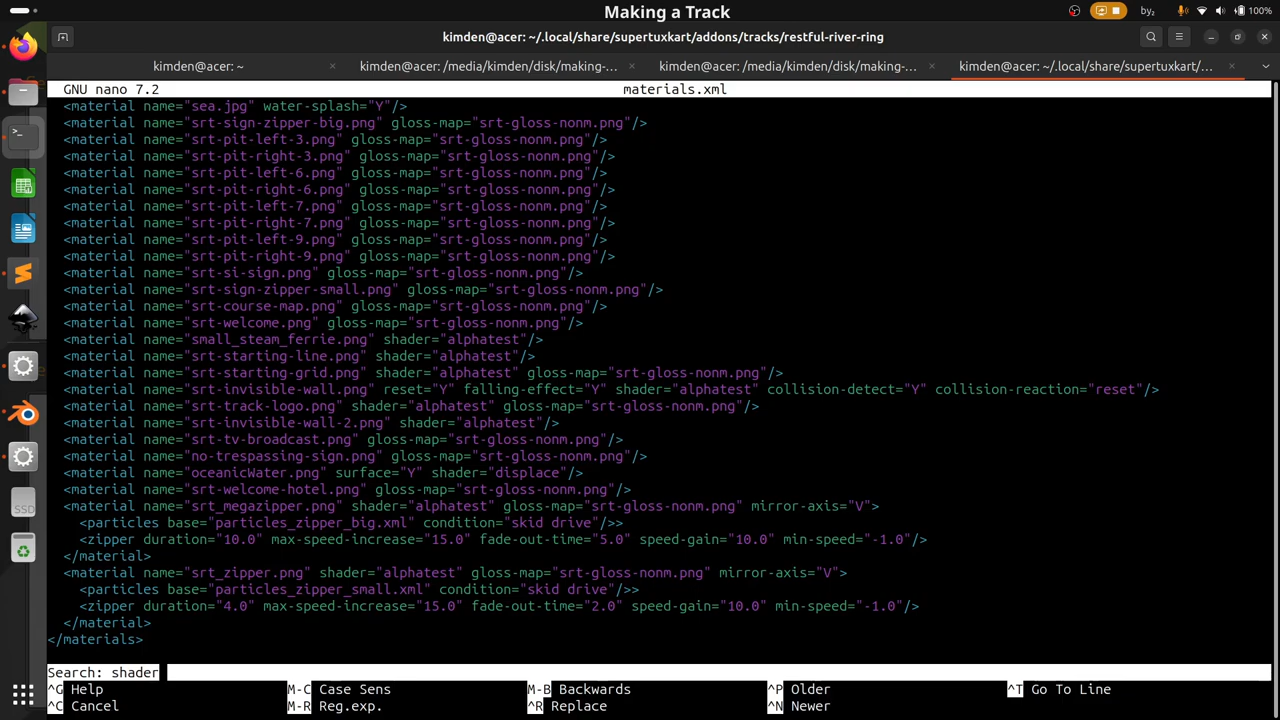 Making a Track
by₂
100%
kimden@acer: ~/.local/share/supertuxkart/addons/tracks/restful-river-ring
kimden@acer: ~
kimden@acer: /media/kimden/disk/making-...
kimden@acer: /media/kimden/disk/making-...
kimden@acer: ~/.local/share/supertuxkart/...
GNU nano 7.2 materials.xml
<material name="sea.jpg" water-splash="Y"/>
<material name="srt-sign-zipper-big.png" gloss-map="srt-gloss-nonm.png"/>
<material name="srt-pit-left-3.png" gloss-map="srt-gloss-nonm.png"/>
<material name="srt-pit-right-3.png" gloss-map="srt-gloss-nonm.png"/>
<material name="srt-pit-left-6.png" gloss-map="srt-gloss-nonm.png"/>
<material name="srt-pit-right-6.png" gloss-map="srt-gloss-nonm.png"/>
<material name="srt-pit-left-7.png" gloss-map="srt-gloss-nonm.png"/>
<material name="srt-pit-right-7.png" gloss-map="srt-gloss-nonm.png"/>
<material name="srt-pit-left-9.png" gloss-map="srt-gloss-nonm.png"/>
<material name="srt-pit-right-9.png" gloss-map="srt-gloss-nonm.png"/>
<material name="srt-si-sign.png" gloss-map="srt-gloss-nonm.png"/>
<material name="srt-sign-zipper-small.png" gloss-map="srt-gloss-nonm.png"/>
<material name="srt-course-map.png" gloss-map="srt-gloss-nonm.png"/>
<material name="srt-welcome.png" gloss-map="srt-gloss-nonm.png"/>
<material name="small_steam_ferrie.png" shader="alphatest"/>
<material name="srt-starting-line.png" shader="alphatest"/>
<material name="srt-starting-grid.png" shader="alphatest" gloss-map="srt-gloss-nonm.png"/>
<material name="srt-invisible-wall.png" reset="Y" falling-effect="Y" shader="alphatest" collision-detect="Y" collision-reaction="reset"/>
<material name="srt-track-logo.png" shader="alphatest" gloss-map="srt-gloss-nonm.png"/>
<material name="srt-invisible-wall-2.png" shader="alphatest"/>
<material name="srt-tv-broadcast.png" gloss-map="srt-gloss-nonm.png"/>
<material name="no-trespassing-sign.png" gloss-map="srt-gloss-nonm.png"/>
<material name="oceanicWater.png" surface="Y" shader="displace"/>
<material name="srt-welcome-hotel.png" gloss-map="srt-gloss-nonm.png"/>
<material name="srt_megazipper.png" shader="alphatest" gloss-map="srt-gloss-nonm.png" mirror-axis="V">
<particles base="particles_zipper_big.xml" condition="skid drive"/>>
<zipper duration="10.0" max-speed-increase="15.0" fade-out-time="5.0" speed-gain="10.0" min-speed="-1.0"/>
</material>
<material name="srt_zipper.png" shader="alphatest" gloss-map="srt-gloss-nonm.png" mirror-axis="V">
<particles base="particles_zipper_small.xml" condition="skid drive"/>>
<zipper duration="4.0" max-speed-increase="15.0" fade-out-time="2.0" speed-gain="10.0" min-speed="-1.0"/>
</material>
</materials>
Search: shader
^G Help M-C Case Sens M-B Backwards ^P Older ^T Go To Line
^C Cancel M-R Reg.exp. ^R Replace ^N Newer
SSD